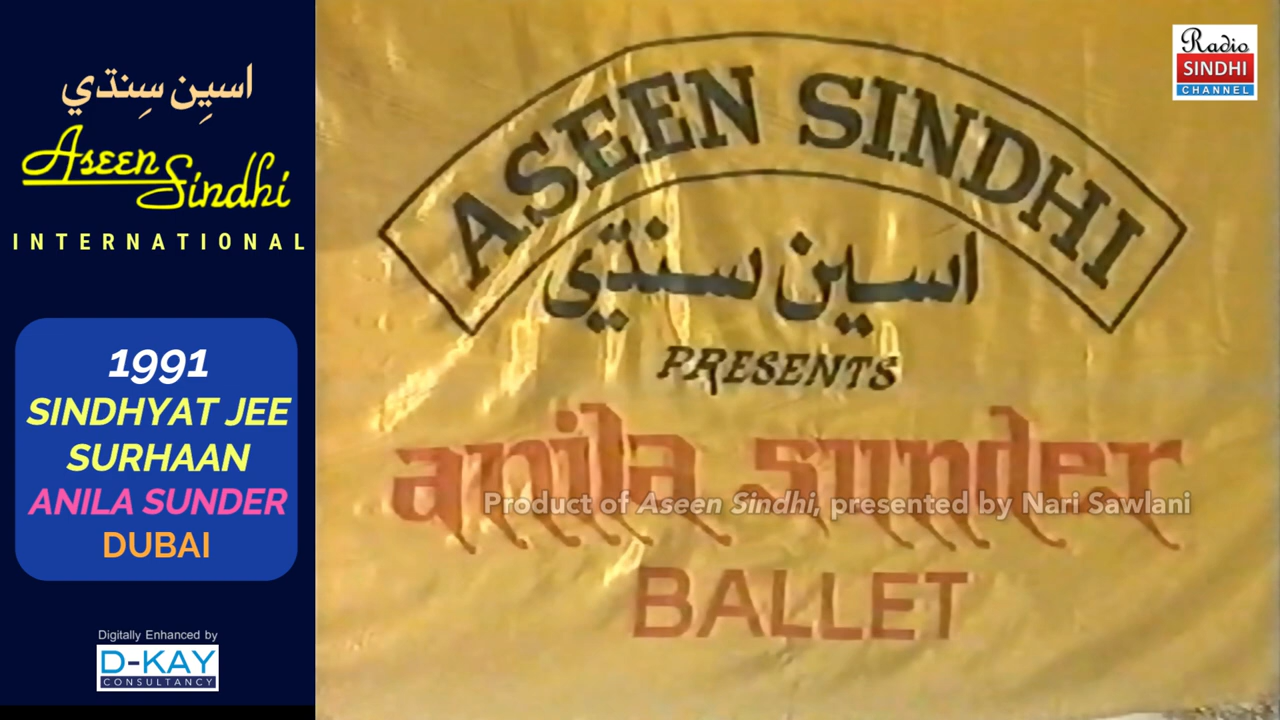 اسيِن سِنڌي
Aseen Sindhi
INTERNATIONAL
1991
SINDHYAT JEE
SURHAAN
ANILA SUNDER
DUBAI
Digitally Enhanced by
D-KAY
CONSULTANCY
Radio
SINDHI
CHANNEL
ASEEN SINDHI
اسين سنڌي
PRESENTS
anila sunder
Product of Aseen Sindhi, presented by Nari Sawlani
BALLET